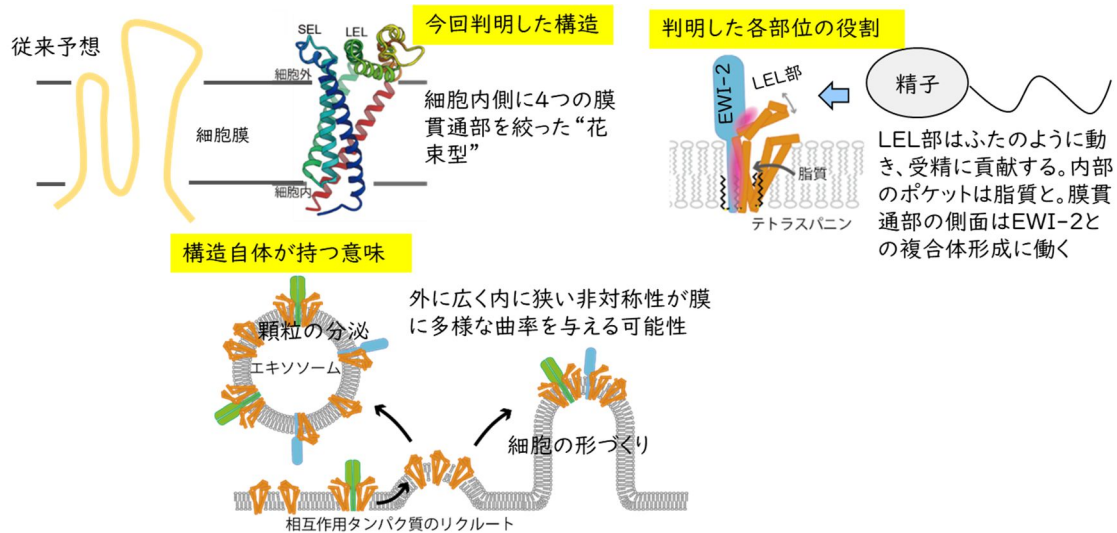 従来予想
細胞膜
今回判明した構造
SEL
LEL
細胞外
細胞内
細胞内側に4つの膜
貫通部を絞った“花
束型”
判明した各部位の役割
EWI-2
LEL部
脂質
テトラスパニン
精子
LEL部はふたのように動
き、受精に貢献する。内部
のポケットは脂質と。膜貫
通部の側面はEWI-2と
の複合体形成に働く
構造自体が持つ意味
外に広く内に狭い非対称性が膜
に多様な曲率を与える可能性
顆粒の分泌
エキソソーム
細胞の形づくり
相互作用タンパク質のリクルート